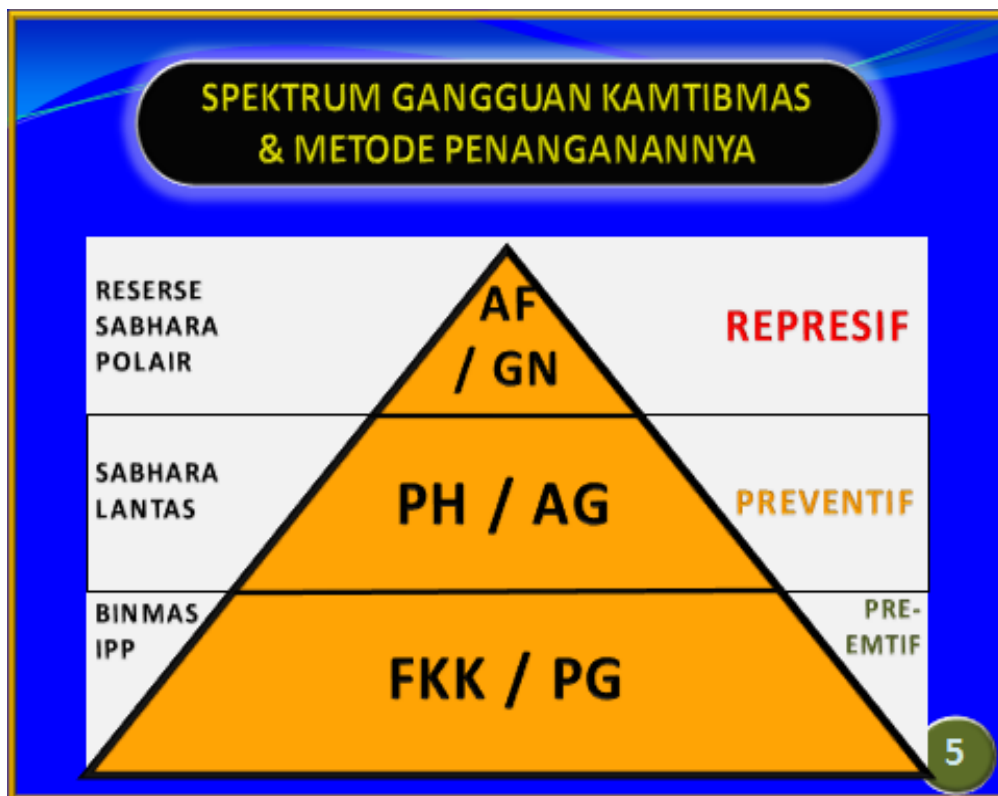 SPEKTRUM GANGGUAN KAMTIBMAS
& METODE PENANGANANNYA
RESERSE
SABHARA
POLAIR
AF
/ GN
REPRESIF
SABHARA
LANTAS
PH / AG
PREVENTIF
BINMAS
IPP
FKK / PG
PRE-
EMTIF
5